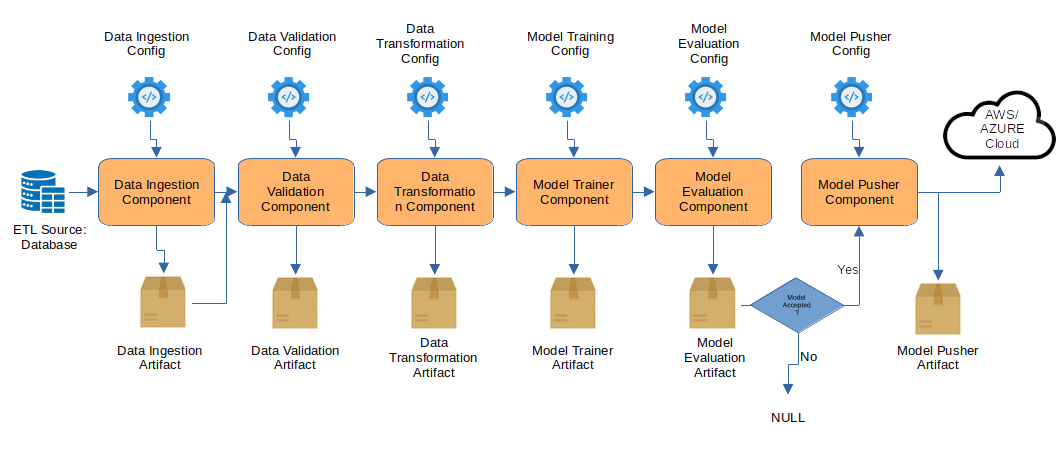 Data Ingestion
Config
Data Validation
Config
Data
Transformation
Config
Model Training
Config
Model
Evaluation
Config
Model Pusher
Config
AWS/
AZURE
Cloud
ETL Source:
Database
Data Ingestion
Component
Data
Validation
Component
Data
Transformatio
n Component
Model Trainer
Component
Model
Evaluation
Component
Model Pusher
Component
Yes
Model
Accepted
?
No
NULL
Data Ingestion
Artifact
Data Validation
Artifact
Data
Transformation
Artifact
Model Trainer
Artifact
Model
Evaluation
Artifact
Model Pusher
Artifact